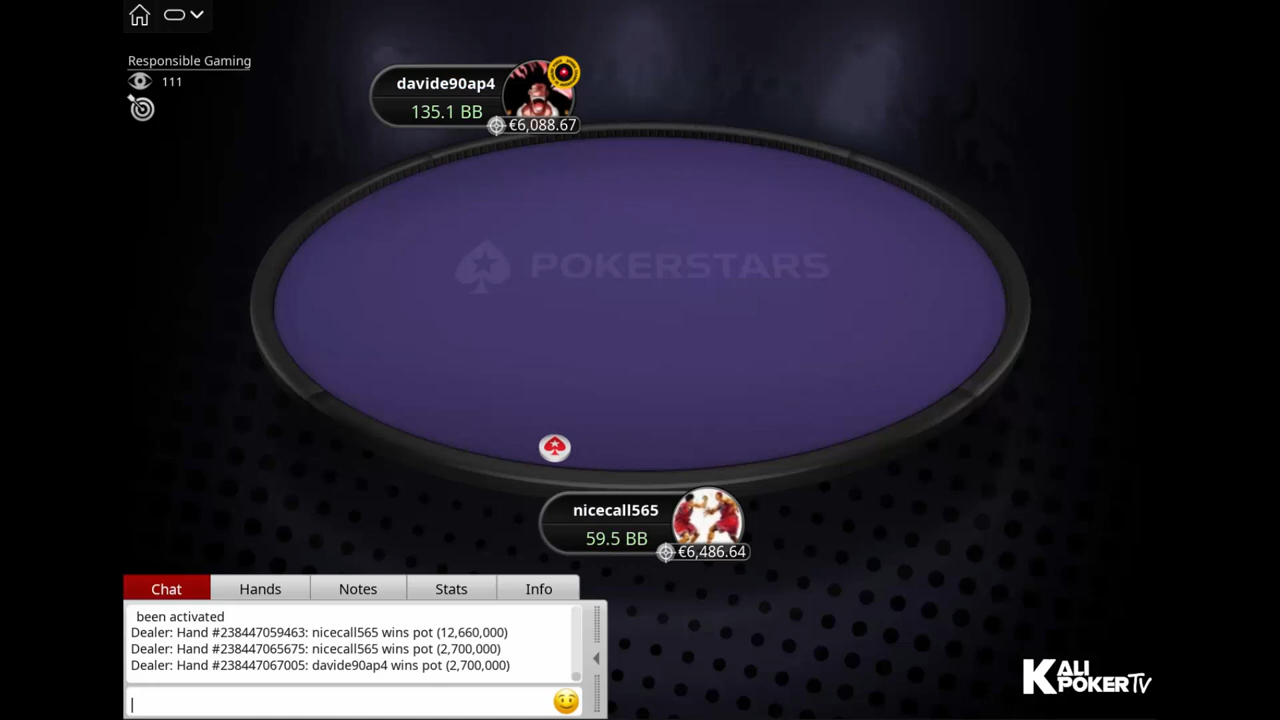 Responsible Gaming
111
davide90ap4
135.1 BB
€6,088.67
POKERSTARS
nicecall565
59.5 BB
€6,486.64
Chat Hands Notes Stats Info
been activated
Dealer: Hand #238447059463: nicecall565 wins pot (12,660,000)
Dealer: Hand #238447065675: nicecall565 wins pot (2,700,000)
Dealer: Hand #238447067005: davide90ap4 wins pot (2,700,000)
KALI
POKERTV